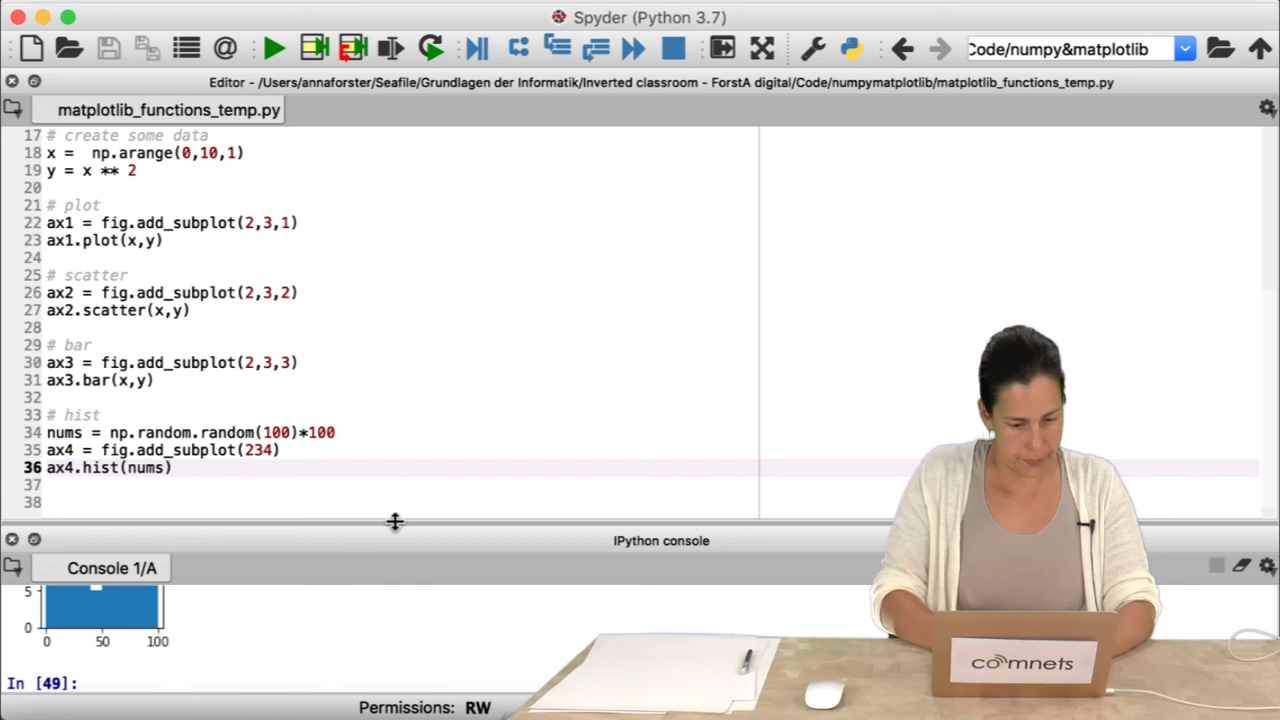 Spyder (Python 3.7)
Code/numpy&matplotlib
Editor - /Users/annaforster/Seafile/Grundlagen der Informatik/Inverted classroom - ForstA digital/Code/numpymatplotlib/matplotlib_functions_temp.py
matplotlib_functions_temp.py
17 # create some data
18 x =  np.arange(0,10,1)
19 y = x ** 2
20
21 # plot
22 ax1 = fig.add_subplot(2,3,1)
23 ax1.plot(x,y)
24
25 # scatter
26 ax2 = fig.add_subplot(2,3,2)
27 ax2.scatter(x,y)
28
29 # bar
30 ax3 = fig.add_subplot(2,3,3)
31 ax3.bar(x,y)
32
33 # hist
34 nums = np.random.random(100)*100
35 ax4 = fig.add_subplot(234)
36 ax4.hist(nums)
37
38
IPython console
Console 1/A
5
0
0 50 100
In [49]:
Permissions: RW
comnets